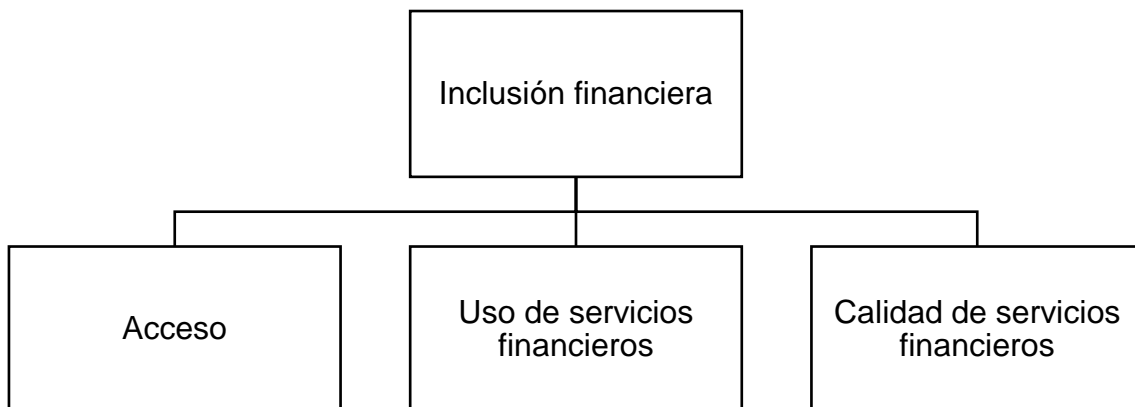 Inclusión financiera
Acceso
Uso de servicios
financieros
Calidad de servicios
financieros